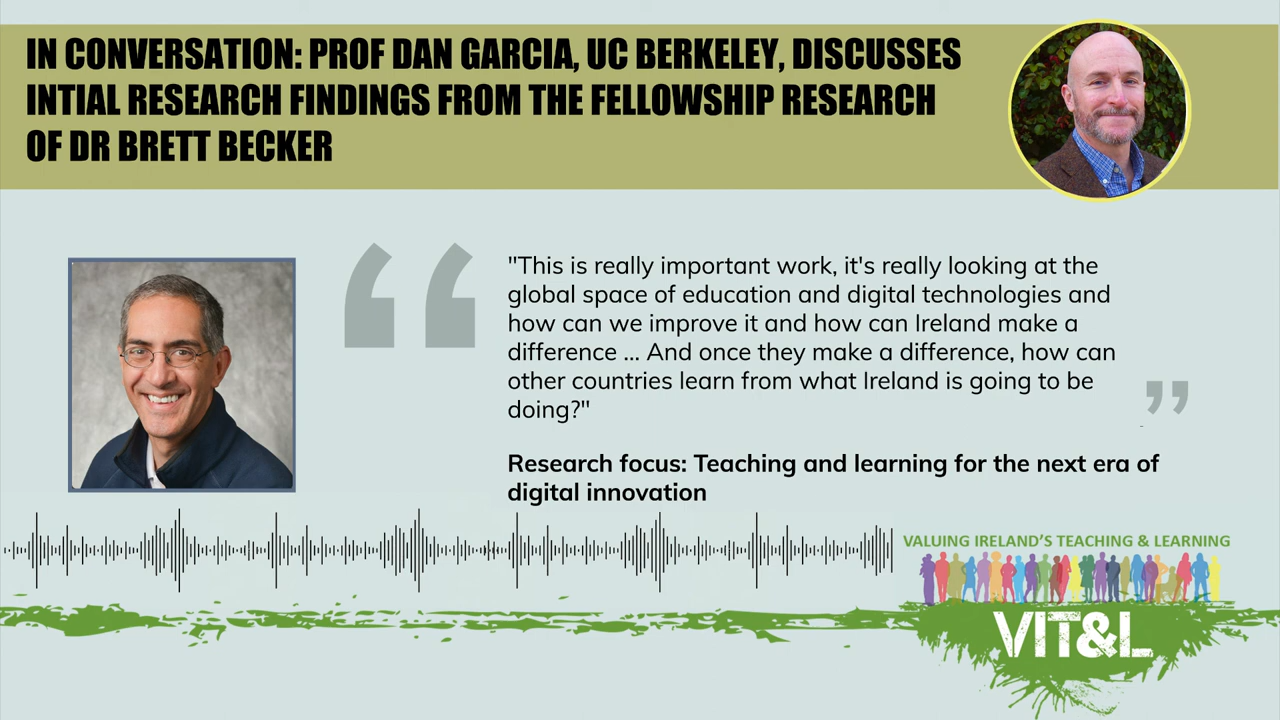 IN CONVERSATION: PROF DAN GARCIA, UC BERKELEY, DISCUSSES
INTIAL RESEARCH FINDINGS FROM THE FELLOWSHIP RESEARCH
OF DR BRETT BECKER
"This is really important work, it's really looking at the
global space of education and digital technologies and
how can we improve it and how can Ireland make a
difference ... And once they make a difference, how can
other countries learn from what Ireland is going to be
doing?"
Research focus: Teaching and learning for the next era of
digital innovation
VALUING IRELAND'S TEACHING & LEARNING
VIT&L